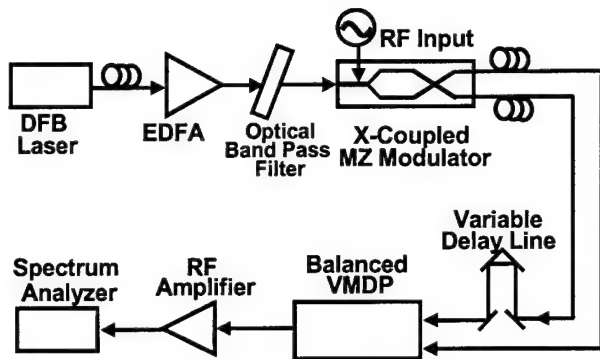 RF Input
DFB
Laser
EDFA
Optical
Band Pass
Filter
X-Coupled
MZ Modulator
Variable
Delay Line
Spectrum
Analyzer
RF
Amplifier
Balanced
VMDP